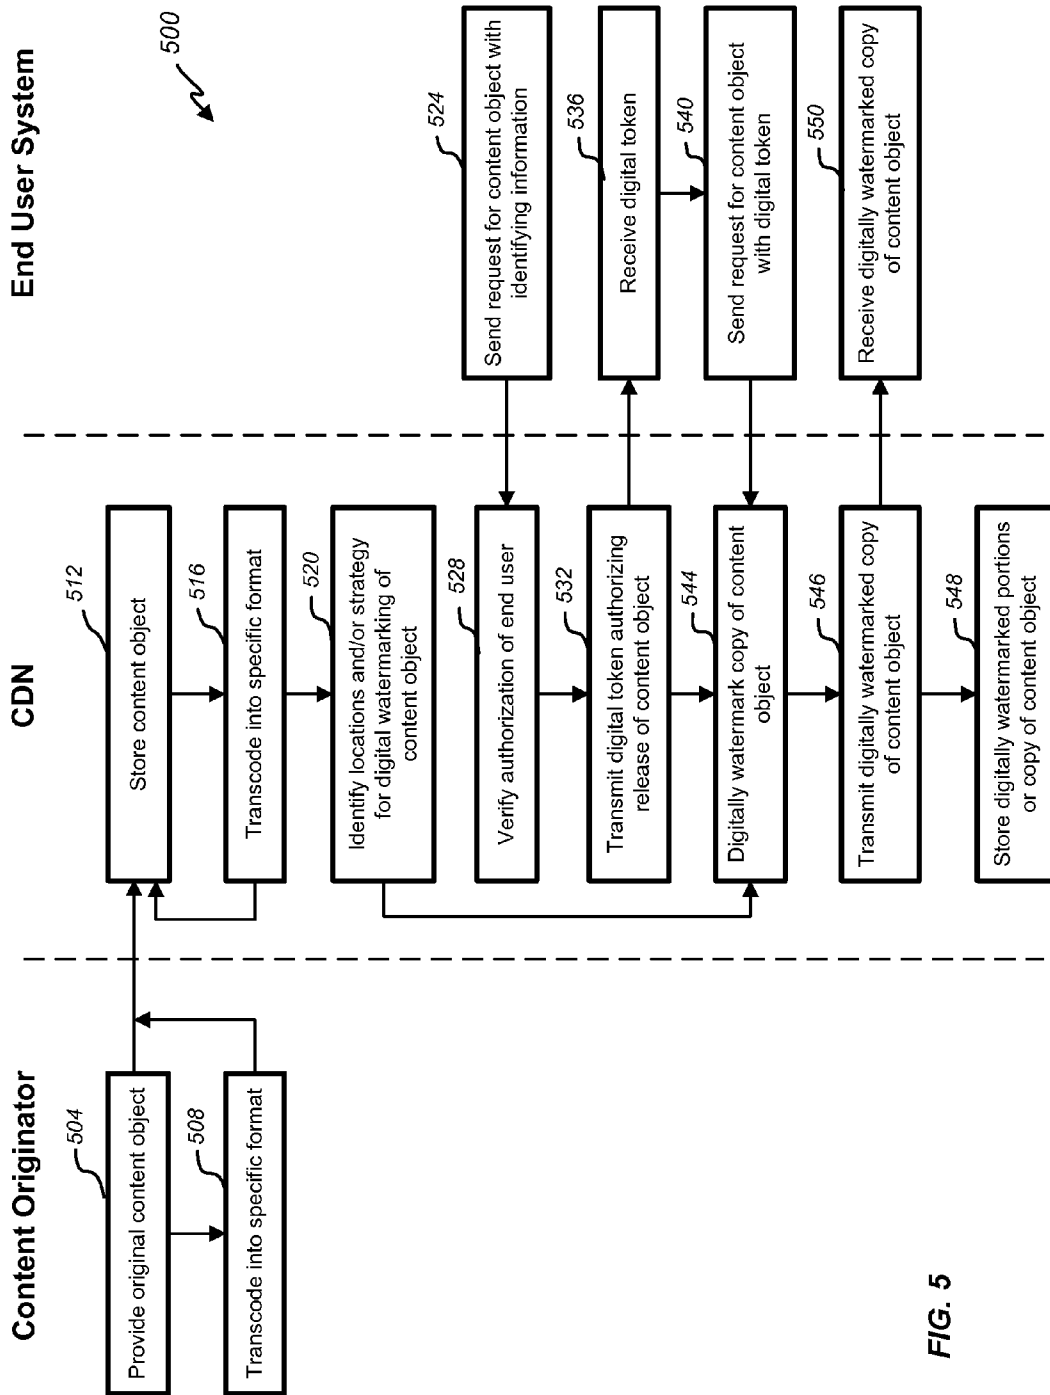 Content Originator
CDN
End User System
500
504
Provide original content object
508
Transcode into specific format
512
Store content object
516
Transcode into specific format
520
Identify locations and/or strategy
for digital watermarking of
content object
524
Send request for content object with
identifying information
528
Verify authorization of end user
532
Transmit digital token authorizing
release of content object
536
Receive digital token
540
Send request for content object
with digital token
544
Digitally watermark copy of content
object
546
Transmit digitally watermarked copy
of content object
550
Receive digitally watermarked copy
of content object
548
Store digitally watermarked portions
or copy of content object
FIG. 5